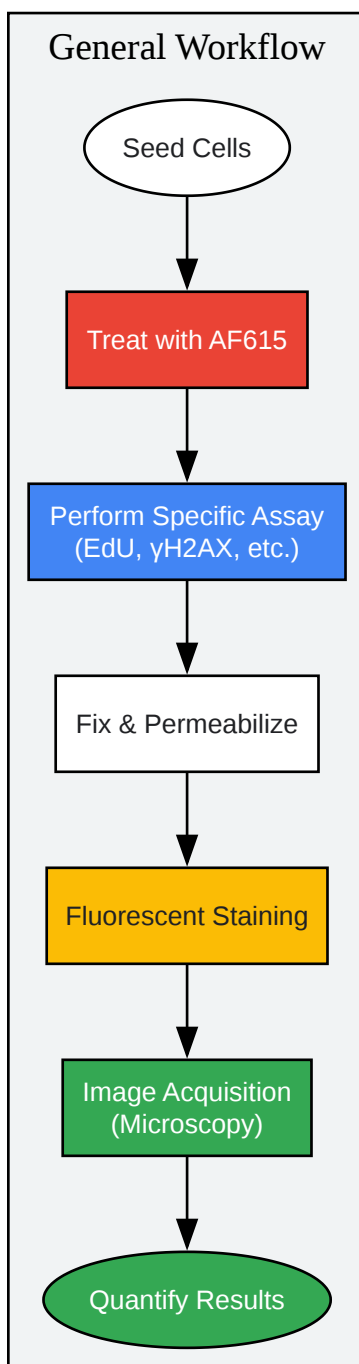 General Workflow
Seed Cells
Treat with AF615
Perform Specific Assay
(EdU, γH2AX, etc.)
Fix & Permeabilize
Fluorescent Staining
Image Acquisition
(Microscopy)
Quantify Results